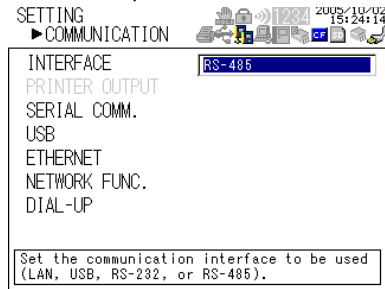 SETTING
1234
2005/10/02
►COMMUNICATION
15:24:14
CF
INTERFACE
RS-485
PRINTER OUTPUT
SERIAL COMM.
USB
ETHERNET
NETWORK FUNC.
DIAL-UP
Set the communication interface to be used
(LAN, USB, RS-232, or RS-485).